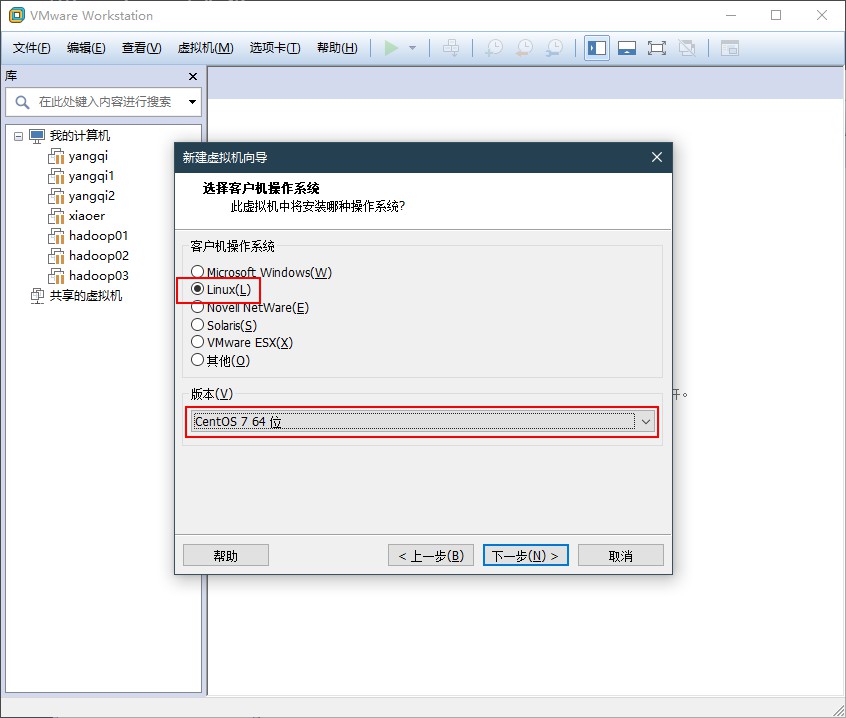 VMware Workstation
文件(F) 编辑(E) 查看(V) 虚拟机(M) 选项卡(T) 帮助(H)
库
在此处键入内容进行搜索
我的计算机
yangqi
yangqi1
yangqi2
xiaoer
hadoop01
hadoop02
hadoop03
共享的虚拟机
新建虚拟机向导
选择客户机操作系统
此虚拟机中将安装哪种操作系统?
客户机操作系统
Microsoft Windows(W)
Linux(L)
Novell NetWare(E)
Solaris(S)
VMware ESX(X)
其他(O)
版本(V)
CentOS 7 64 位
帮助 < 上一步(B) 下一步(N) > 取消